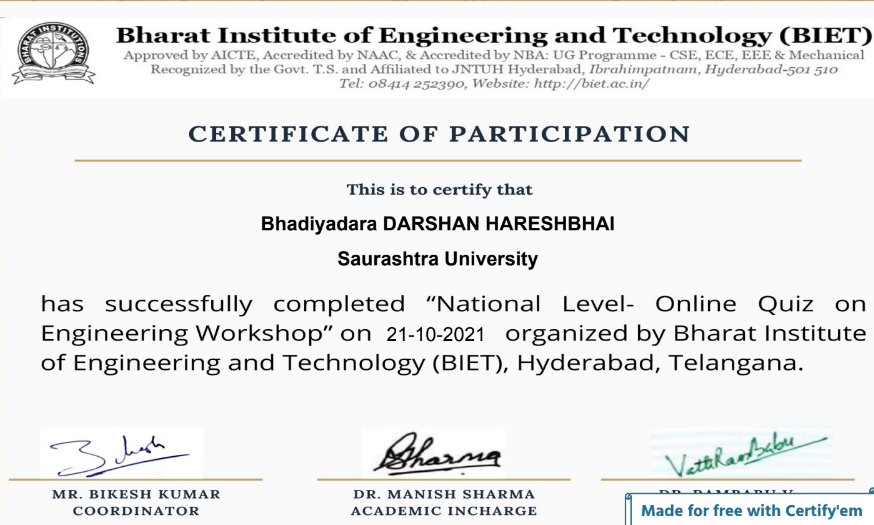 Bharat Institute of Engineering and Technology (BIET)
Approved by AICTE, Accredited by NAAC, & Accredited by NBA: UG Programme - CSE, ECE, EEE & Mechanical
Recognized by the Govt. T.S. and Affiliated to JNTUH Hyderabad, Ibrahimpatnam, Hyderabad-501 510
Tel: 08414 252390, Website: http://biet.ac.in/
BHARAT INSTITUTIONS
CERTIFICATE OF PARTICIPATION
This is to certify that
Bhadiyadara DARSHAN HARESHBHAI
Saurashtra University
has successfully completed “National Level- Online Quiz on
Engineering Workshop” on 21-10-2021 organized by Bharat Institute
of Engineering and Technology (BIET), Hyderabad, Telangana.
Sharma
MR. BIKESH KUMAR
DR. MANISH SHARMA
DR. RAMBABU V
COORDINATOR
ACADEMIC INCHARGE
Made for free with Certify'em